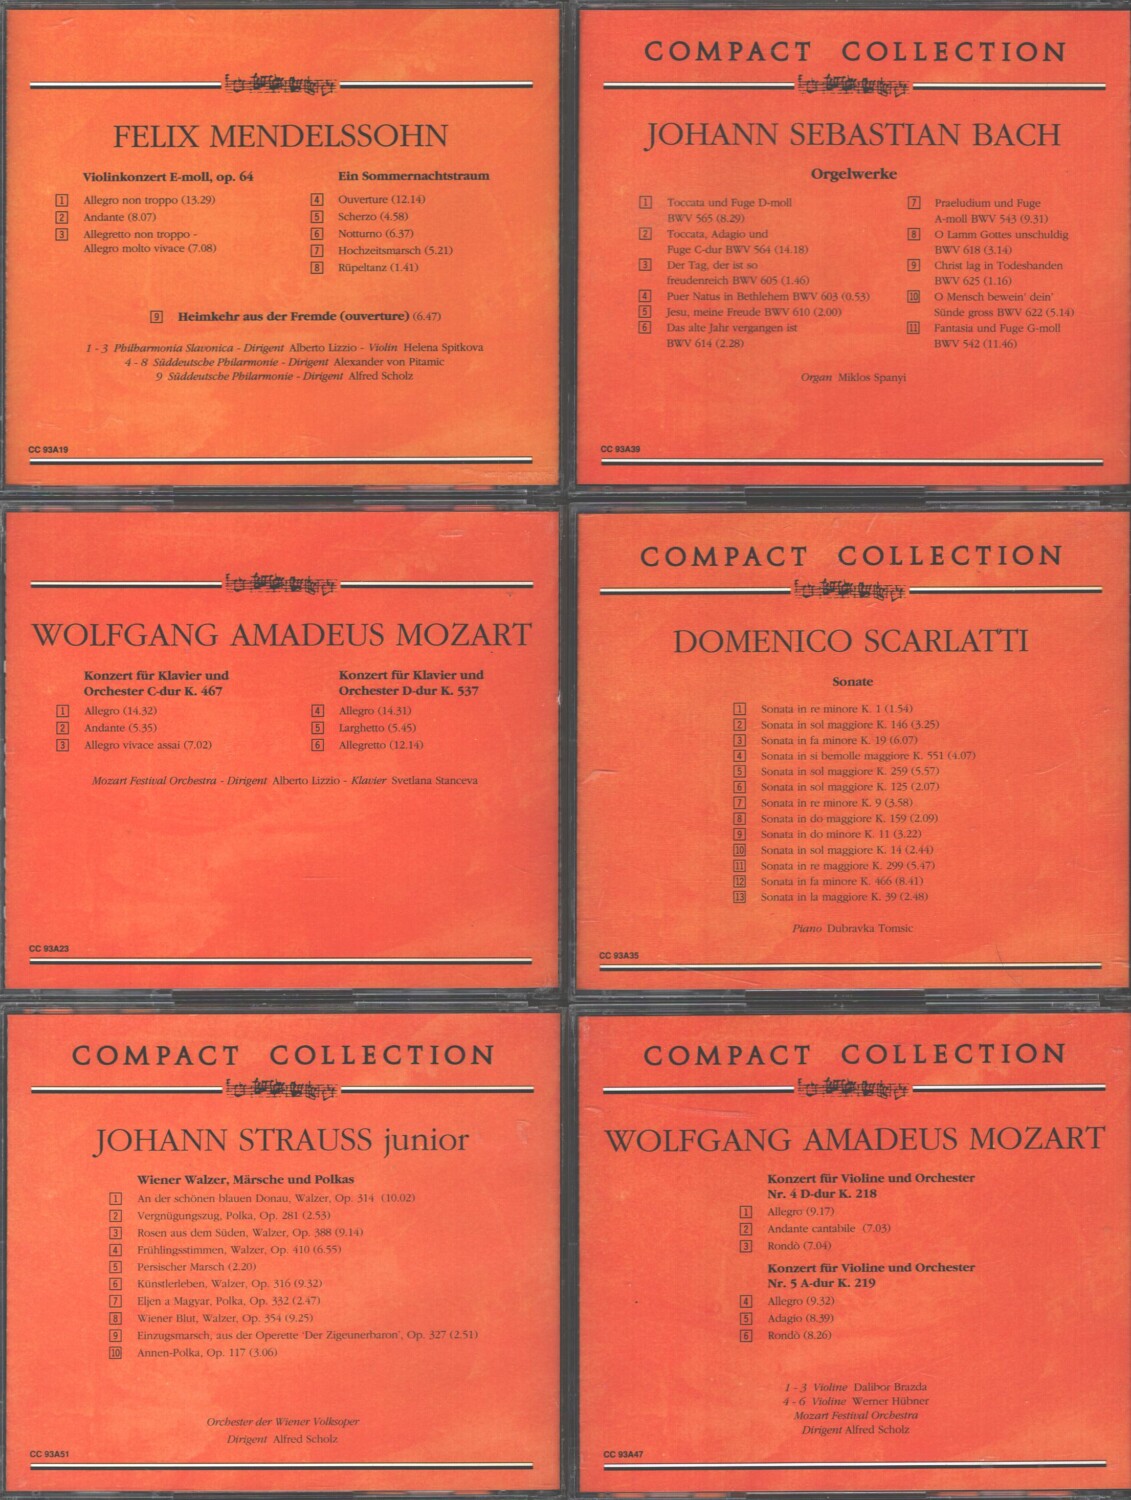 FELIX MENDELSSOHN
Violinkonzert E-moll, op. 64
1 Allegro non troppo (13.29)
2 Andante (8.07)
3 Allegretto non troppo -
Allegro molto vivace (7.08)
Ein Sommernachtstraum
4 Ouverture (12.14)
5 Scherzo (4.58)
6 Notturno (6.37)
7 Hochzeitsmarsch (5.21)
8 Rüpeltanz (1.41)
9 Heimkehr aus der Fremde (ouverture) (6.47)
1 - 3 Philharmonia Slavonica - Dirigent Alberto Lizzio - Violin Helena Spitkova
4 - 8 Süddeutsche Philarmonie - Dirigent Alexander von Pitamic
9 Süddeutsche Philarmonie - Dirigent Alfred Scholz
CC 93A19
COMPACT COLLECTION
JOHANN SEBASTIAN BACH
Orgelwerke
1 Toccata und Fuge D-moll
BWV 565 (8.29)
2 Toccata, Adagio und
Fuge C-dur BWV 564 (14.18)
3 Der Tag, der ist so
freudenreich BWV 605 (1.46)
4 Puer Natus in Bethlehem BWV 603 (0.53)
5 Jesu, meine Freude BWV 610 (2.00)
6 Das alte Jahr vergangen ist
BWV 614 (2.28)
7 Praeludium und Fuge
A-moll BWV 543 (9.31)
8 O Lamm Gottes unschuldig
BWV 618 (3.14)
9 Christ lag in Todesbanden
BWV 625 (1.16)
10 O Mensch bewein' dein'
Sünde gross BWV 622 (5.14)
11 Fantasia und Fuge G-moll
BWV 542 (11.46)
Organ Miklos Spanyi
CC 93A39
WOLFGANG AMADEUS MOZART
Konzert für Klavier und
Orchester C-dur K. 467
1 Allegro (14.32)
2 Andante (5.35)
3 Allegro vivace assai (7.02)
Konzert für Klavier und
Orchester D-dur K. 537
4 Allegro (14.31)
5 Larghetto (5.45)
6 Allegretto (12.14)
Mozart Festival Orchestra - Dirigent Alberto Lizzio - Klavier Svetlana Stanceva
CC 93A23
COMPACT COLLECTION
DOMENICO SCARLATTI
Sonate
1 Sonata in re minore K. 1 (1.54)
2 Sonata in sol maggiore K. 146 (3.25)
3 Sonata in fa minore K. 19 (6.07)
4 Sonata in si bemolle maggiore K. 551 (4.07)
5 Sonata in sol maggiore K. 259 (5.57)
6 Sonata in sol maggiore K. 125 (2.07)
7 Sonata in re minore K. 9 (3.58)
8 Sonata in do maggiore K. 159 (2.09)
9 Sonata in do minore K. 11 (3.22)
10 Sonata in sol maggiore K. 14 (2.44)
11 Sonata in re maggiore K. 299 (5.47)
12 Sonata in fa minore K. 466 (8.41)
13 Sonata in la maggiore K. 39 (2.48)
Piano Dubravka Tomsic
CC 93A35
COMPACT COLLECTION
JOHANN STRAUSS junior
Wiener Walzer, Märsche und Polkas
1 An der schönen blauen Donau, Walzer, Op. 314 (10.02)
2 Vergnügungszug, Polka, Op. 281 (2.53)
3 Rosen aus dem Süden, Walzer, Op. 388 (9.14)
4 Frühlingsstimmen, Walzer, Op. 410 (6.55)
5 Persischer Marsch (2.20)
6 Künstlerleben, Walzer, Op. 316 (9.32)
7 Eljen a Magyar, Polka, Op. 332 (2.47)
8 Wiener Blut, Walzer, Op. 354 (9.25)
9 Einzugsmarsch, aus der Operette 'Der Zigeunerbaron', Op. 327 (2.51)
10 Annen-Polka, Op. 117 (3.06)
Orchester der Wiener Volksoper
Dirigent Alfred Scholz
CC 93A51
COMPACT COLLECTION
WOLFGANG AMADEUS MOZART
Konzert für Violine und Orchester
Nr. 4 D-dur K. 218
1 Allegro (9.17)
2 Andante cantabile (7.03)
3 Rondò (7.04)
Konzert für Violine und Orchester
Nr. 5 A-dur K. 219
4 Allegro (9.32)
5 Adagio (8.39)
6 Rondò (8.26)
1 - 3 Violine Dalibor Brazda
4 - 6 Violine Werner Hübner
Mozart Festival Orchestra
Dirigent Alfred Scholz
CC 93A47